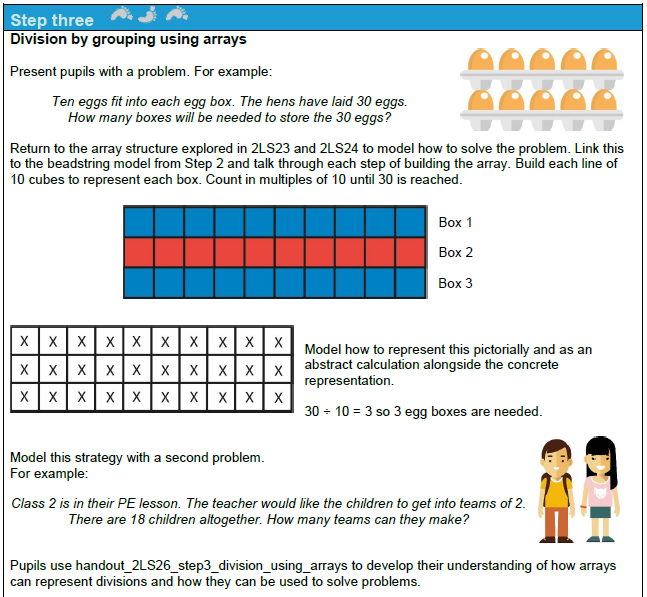 Step three
Division by grouping using arrays
Present pupils with a problem. For example:
Ten eggs fit into each egg box. The hens have laid 30 eggs.
How many boxes will be needed to store the 30 eggs?
Return to the array structure explored in 2LS23 and 2LS24 to model how to solve the problem. Link this
to the beadstring model from Step 2 and talk through each step of building the array. Build each line of
10 cubes to represent each box. Count in multiples of 10 until 30 is reached.
Box 1
Box 2
Box 3
X X X X X X X X X X
X X X X X X X X X X
X X X X X X X X X X
Model how to represent this pictorially and as an
abstract calculation alongside the concrete
representation.
30 ÷ 10 = 3 so 3 egg boxes are needed.
Model this strategy with a second problem.
For example:
Class 2 is in their PE lesson. The teacher would like the children to get into teams of 2.
There are 18 children altogether. How many teams can they make?
Pupils use handout_2LS26_step3_division_using_arrays to develop their understanding of how arrays
can represent divisions and how they can be used to solve problems.